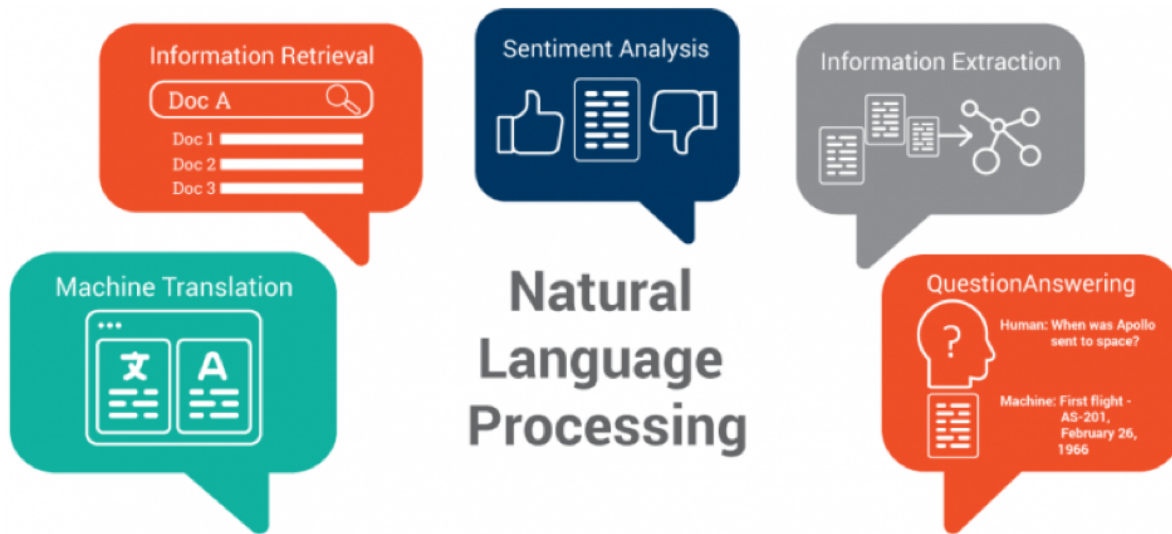 Information Retrieval
Doc A
Doc 1
Doc 2
Doc 3
Sentiment Analysis
Information Extraction
Machine Translation
文
A
Natural
Language
Processing
QuestionAnswering
?
Human: When was Apollo
sent to space?
Machine: First flight -
AS-201,
February 26,
1966